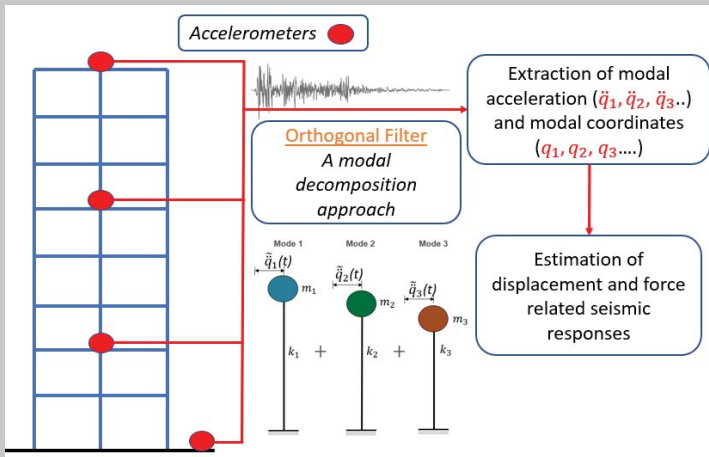 Accelerometers
Extraction of modal
acceleration (q̈₁, q̈₂, q̈₃..)
and modal coordinates
(q₁, q₂, q₃....)
Orthogonal Filter
A modal
decomposition
approach
Mode 1
Mode 2
Mode 3
q̃̈₁(t)
q̃̈₂(t)
q̃̈₃(t)
m₁
m₂
m₃
k₁ + k₂ + k₃
Estimation of
displacement and force
related seismic
responses